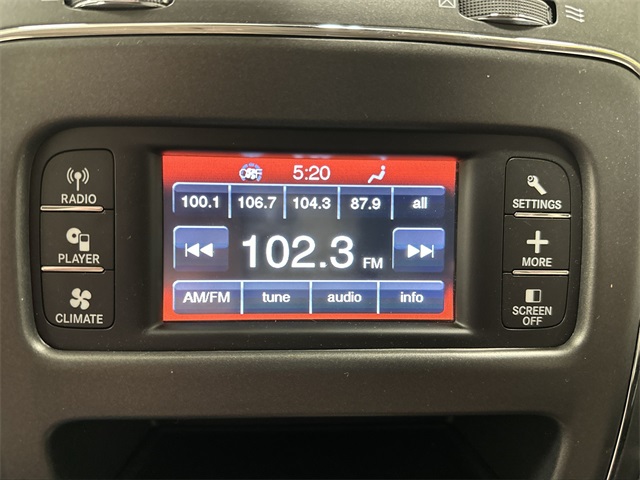 RADIO
PLAYER
CLIMATE
5:20
100.1 106.7 104.3 87.9 all
102.3 FM
AM/FM tune audio info
SETTINGS
MORE
SCREEN
OFF